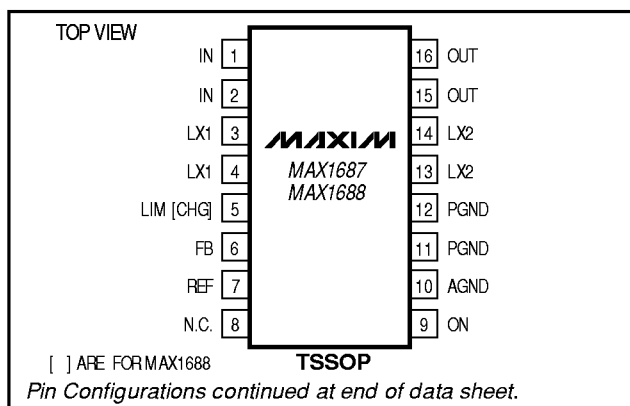 TOP VIEW
IN 1
IN 2
LX1 3
LX1 4
LIM [CHG] 5
FB 6
REF 7
N.C. 8
MAXIM
MAX1687
MAX1688
16 OUT
15 OUT
14 LX2
13 LX2
12 PGND
11 PGND
10 AGND
9 ON
[ ] ARE FOR MAX1688
TSSOP
Pin Configurations continued at end of data sheet.